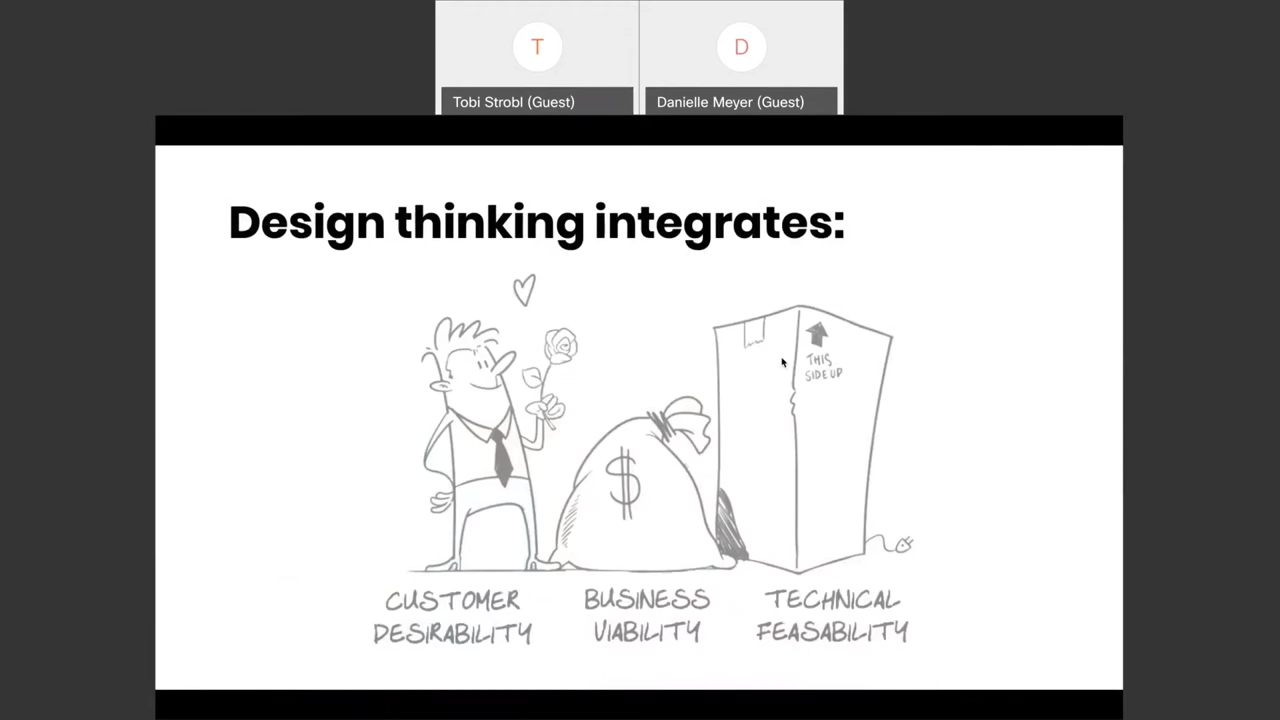 T
D
Tobi Strobl (Guest)
Danielle Meyer (Guest)
Design thinking integrates:
THIS
SIDE UP
$
CUSTOMER
DESIRABILITY
BUSINESS
VIABILITY
TECHNICAL
FEASABILITY